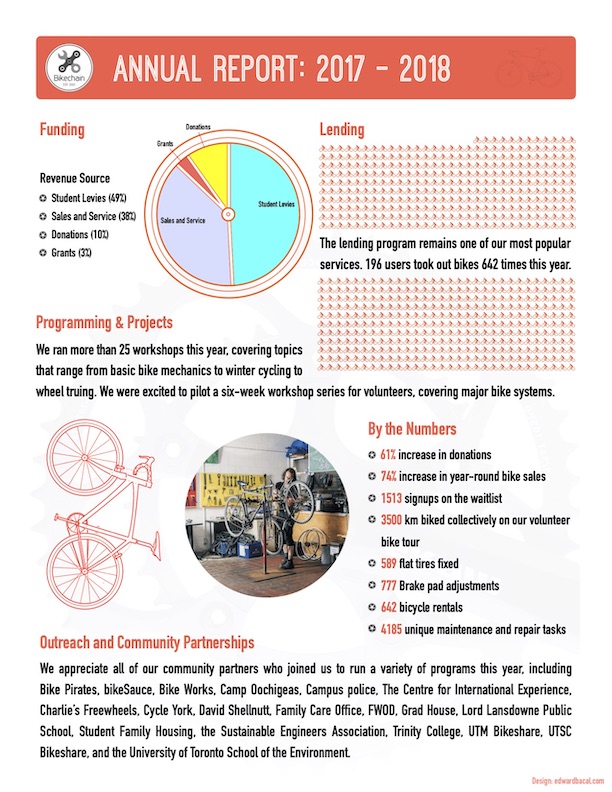 Bikechain
ANNUAL REPORT: 2017 - 2018
Funding
Revenue Source
Student Levies (49%)
Sales and Service (38%)
Donations (10%)
Grants (3%)
Donations
Grants
Student Levies
Sales and Service
Lending
The lending program remains one of our most popular
services. 196 users took out bikes 642 times this year.
Programming & Projects
We ran more than 25 workshops this year, covering topics
that range from basic bike mechanics to winter cycling to
wheel truing. We were excited to pilot a six-week workshop series for volunteers, covering major bike systems.
By the Numbers
61% increase in donations
74% increase in year-round bike sales
1513 signups on the waitlist
3500 km biked collectively on our volunteer
bike tour
589 flat tires fixed
777 Brake pad adjustments
642 bicycle rentals
4185 unique maintenance and repair tasks
Outreach and Community Partnerships
We appreciate all of our community partners who joined us to run a variety of programs this year, including
Bike Pirates, bikeSauce, Bike Works, Camp Oochigeas, Campus police, The Centre for International Experience,
Charlie's Freewheels, Cycle York, David Shellnutt, Family Care Office, FWOD, Grad House, Lord Lansdowne Public
School, Student Family Housing, the Sustainable Engineers Association, Trinity College, UTM Bikeshare, UTSC
Bikeshare, and the University of Toronto School of the Environment.
Design: edwardbacal.com